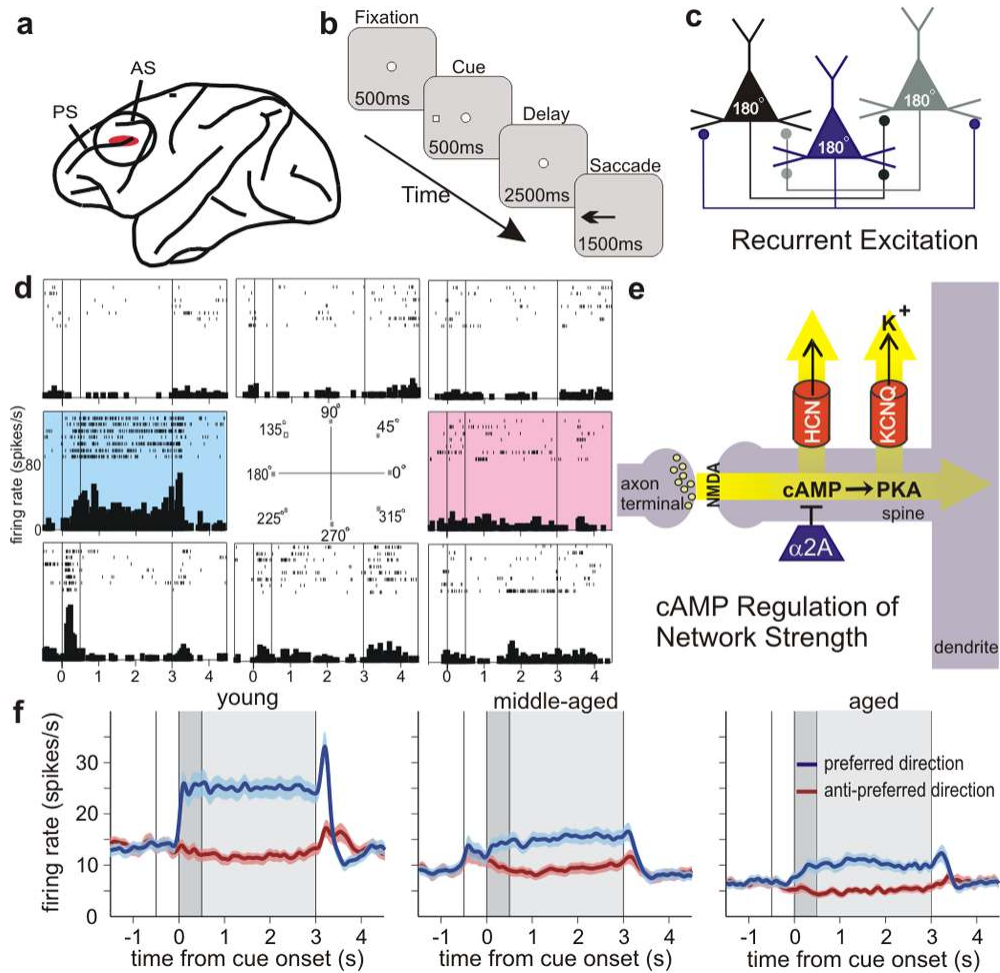 a
AS
PS
b
Fixation
500ms
Cue
500ms
Delay
2500ms
Saccade
1500ms
Time
c
180°
180°
180°
Recurrent Excitation
d
firing rate (spikes/s)
80
0
90°
135°
45°
180°
0°
225°
315°
270°
0 1 2 3 4
0 1 2 3 4
0 1 2 3 4
e
K+
HCN
KCNQ
axon
terminal
NMDA
cAMP→PKA
spine
α2A
cAMP Regulation of
Network Strength
dendrite
f
young
middle-aged
aged
firing rate (spikes/s)
30
20
10
0
preferred direction
anti-preferred direction
-1 0 1 2 3 4
-1 0 1 2 3 4
-1 0 1 2 3 4
time from cue onset (s)
time from cue onset (s)
time from cue onset (s)